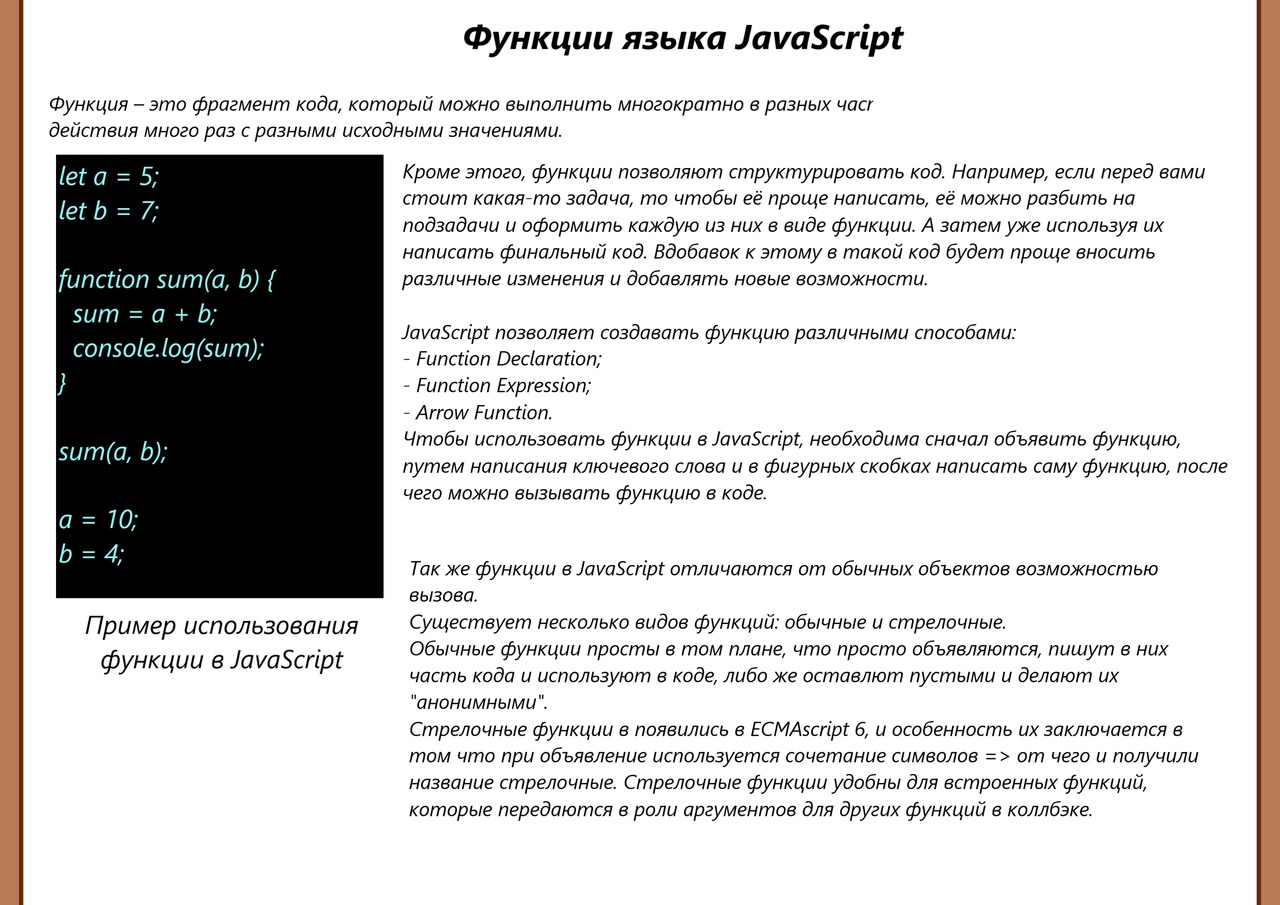 Функции языка JavaScript
Функция – это фрагмент кода, который можно выполнить многократно в разных
действия много раз с разными исходными значениями.
let a = 5;
let b = 7;
function sum(a, b) {
sum = a + b;
console.log(sum);
}
sum(a, b);
a = 10;
b = 4;
Пример использования
функции в JavaScript
Кроме этого, функции позволяют структурировать код. Например, если перед вами
стоит какая-то задача, то чтобы её проще написать, её можно разбить на
подзадачи и оформить каждую из них в виде функции. А затем уже используя их
написать финальный код. Вдобавок к этому в такой код будет проще вносить
различные изменения и добавлять новые возможности.
JavaScript позволяет создавать функцию различными способами:
- Function Declaration;
- Function Expression;
- Arrow Function.
Чтобы использовать функции в JavaScript, необходима сначал объявить функцию,
путем написания ключевого слова и в фигурных скобках написать саму функцию, после
чего можно вызывать функцию в коде.
Так же функции в JavaScript отличаются от обычных объектов возможностью
вызова.
Существует несколько видов функций: обычные и стрелочные.
Обычные функции просты в том плане, что просто объявляются, пишут в них
часть кода и используют в коде, либо же оставлют пустыми и делают их
"анонимными".
Стрелочные функции в появились в ECMAscript 6, и особенность их заключается в
том что при объявление используется сочетание символов => от чего и получили
название стрелочные. Стрелочные функции удобны для встроенных функций,
которые передаются в роли аргументов для других функций в коллбэке.